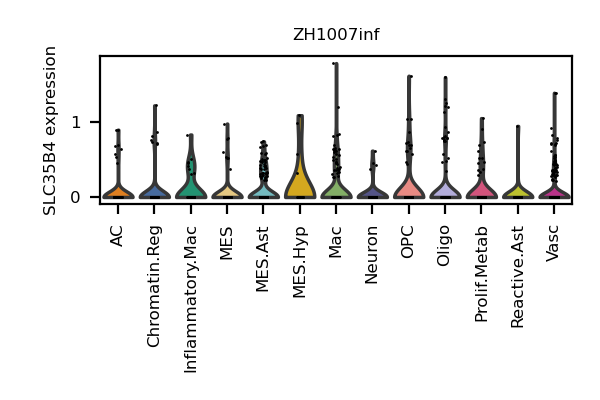 ZH1007inf
SLC35B4 expression
1
0
AC
Chromatin.Reg
Inflammatory.Mac
MES
MES.Ast
MES.Hyp
Mac
Neuron
OPC
Oligo
Prolif.Metab
Reactive.Ast
Vasc